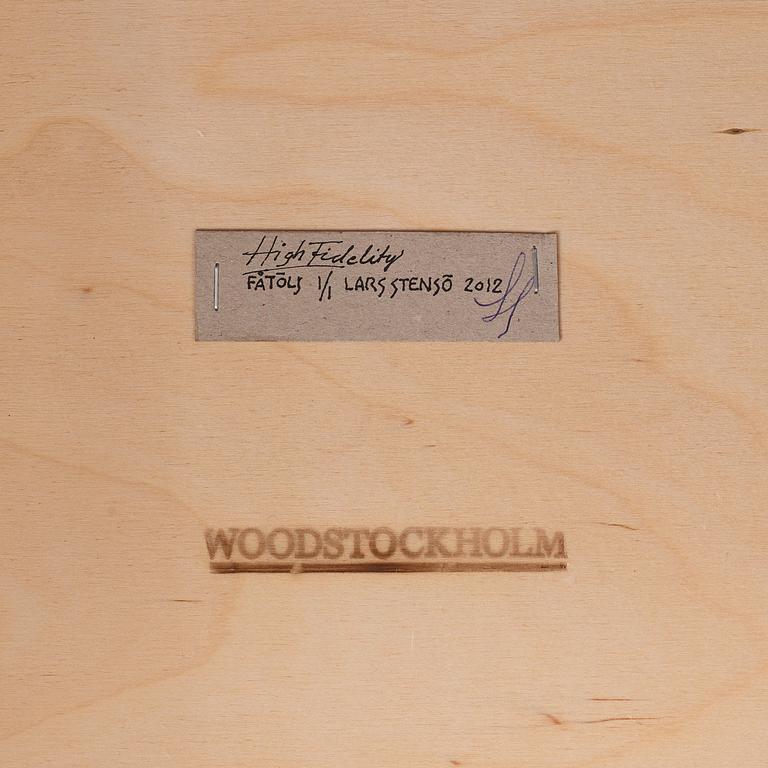 High Fidelity
FÅTÖLJ 1/1 LARS STENSÖ 2012
WOODSTOCKHOLM